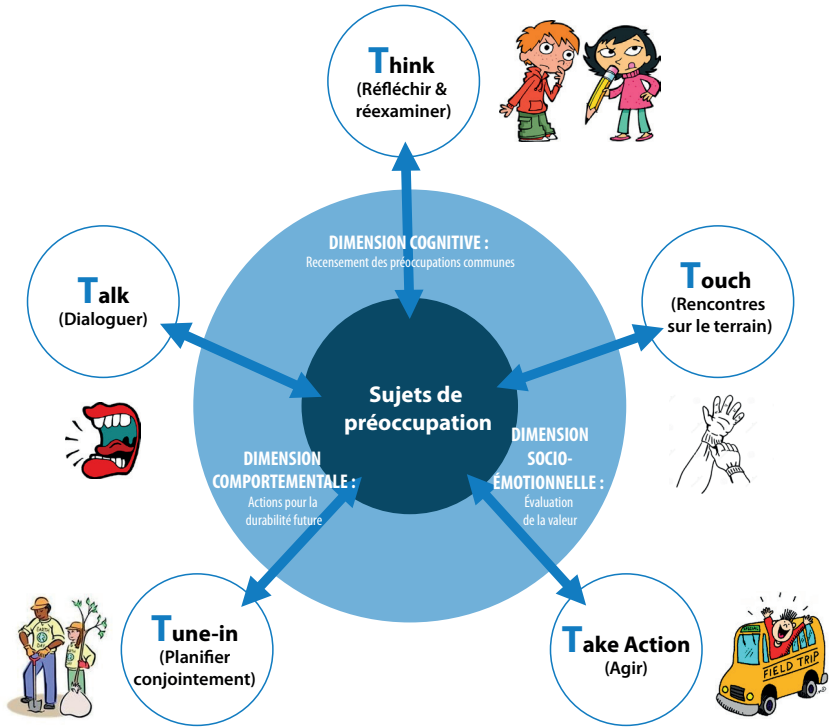 Think
(Réfléchir &
réexaminer)
DIMENSION COGNITIVE :
Recensement des préoccupations communes
Talk
(Dialoguer)
Touch
(Rencontres
sur le terrain)
Sujets de
préoccupation
DIMENSION
COMPORTEMENTALE :
Actions pour la
durabilité future
DIMENSION
SOCIO-
ÉMOTIONNELLE :
Évaluation
de la valeur
Tune-in
(Planifier
conjointement)
Take Action
(Agir)
FIELD TRIP